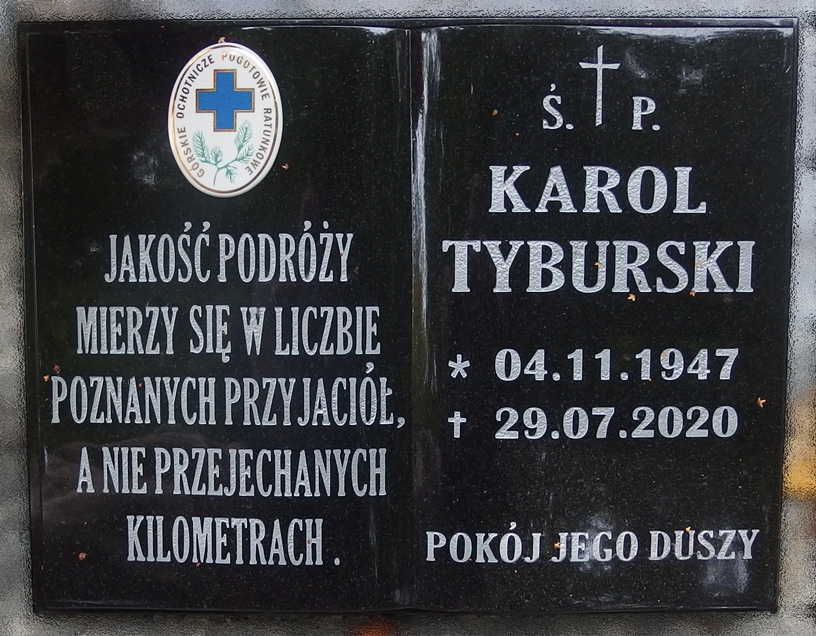 GÓRSKIE OCHOTNICZE POGOTOWIE RATUNKOWE
JAKOŚĆ PODRÓŻY
MIERZY SIĘ W LICZBIE
POZNANYCH PRZYJACIÓŁ,
A NIE PRZEJECHANYCH
KILOMETRACH.
Ś. P.
KAROL
TYBURSKI
* 04.11.1947
† 29.07.2020
POKÓJ JEGO DUSZY